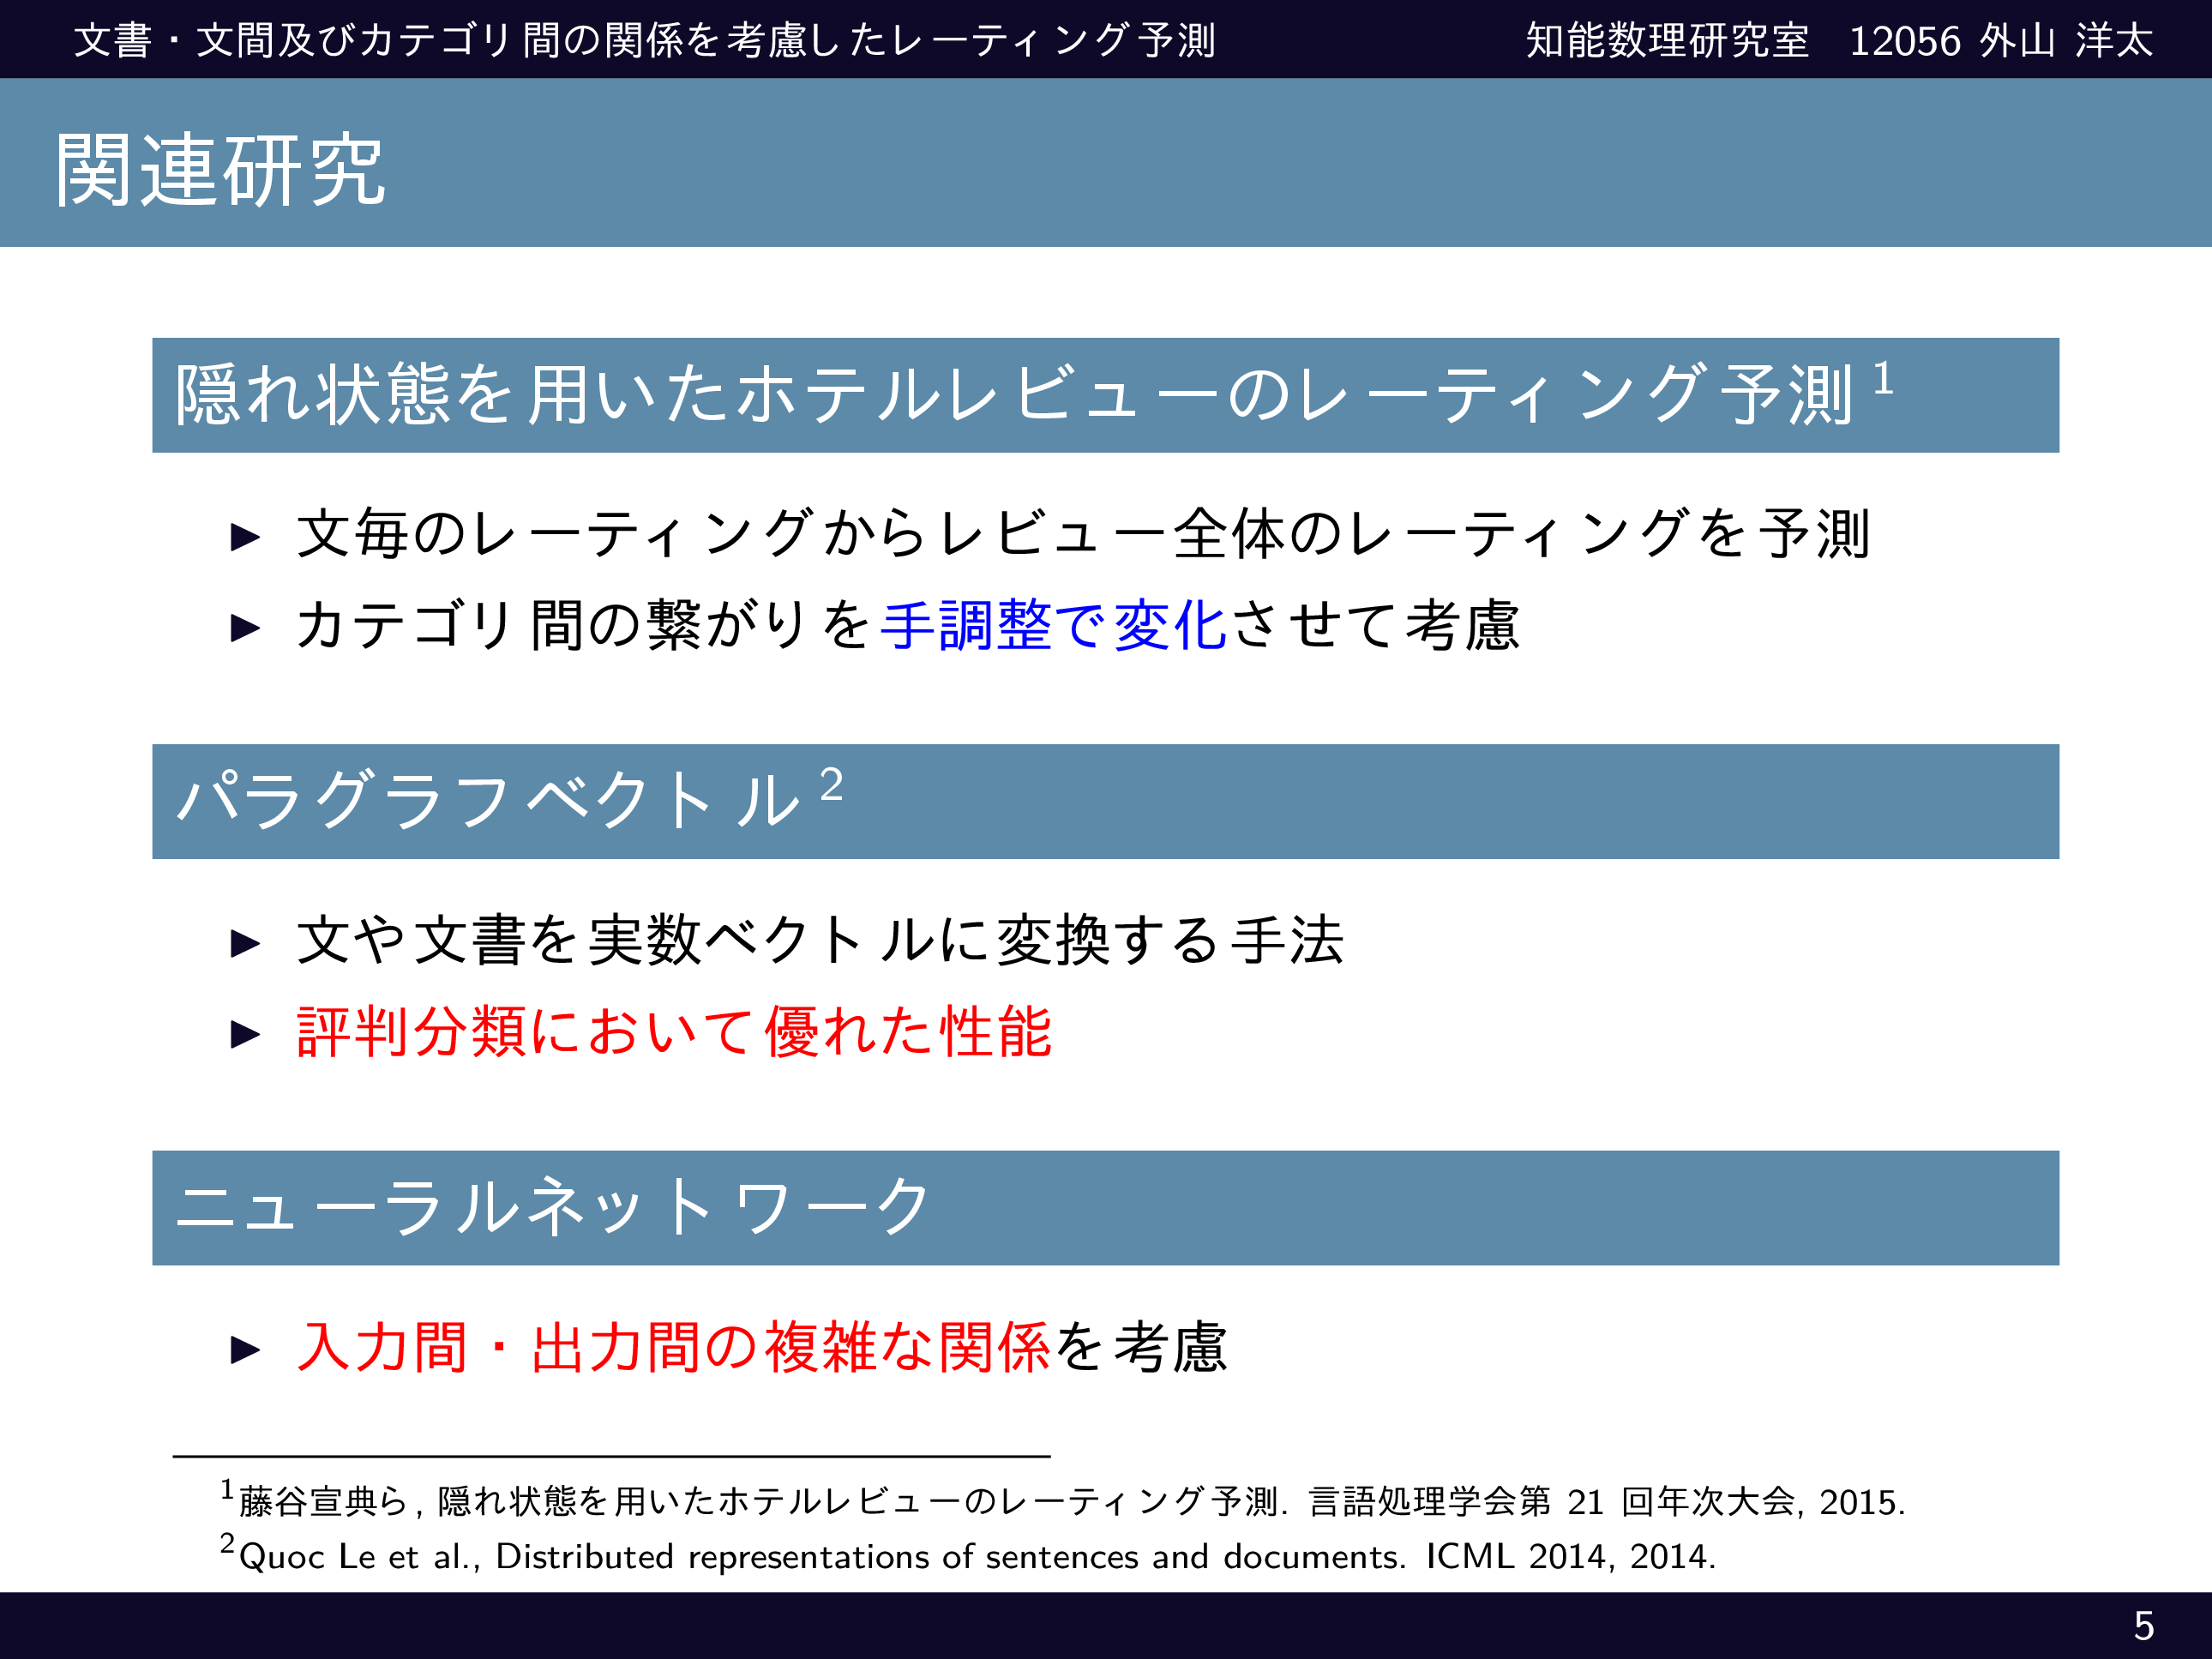 文書・文間及びカテゴリ間の関係を考慮したレーティング予測 知能数理研究室 12056 外山 洋太
関連研究
隠れ状態を用いたホテルレビューのレーティング予測 1
▶ 文毎のレーティングからレビュー全体のレーティングを予測
▶ カテゴリ間の繋がりを手調整で変化させて考慮
パラグラフベクトル 2
▶ 文や文書を実数ベクトルに変換する手法
▶ 評判分類において優れた性能
ニューラルネットワーク
▶ 入力間・出力間の複雑な関係を考慮
1藤谷宣典ら, 隠れ状態を用いたホテルレビューのレーティング予測. 言語処理学会第 21 回年次大会, 2015.
2Quoc Le et al., Distributed representations of sentences and documents. ICML 2014, 2014.
5